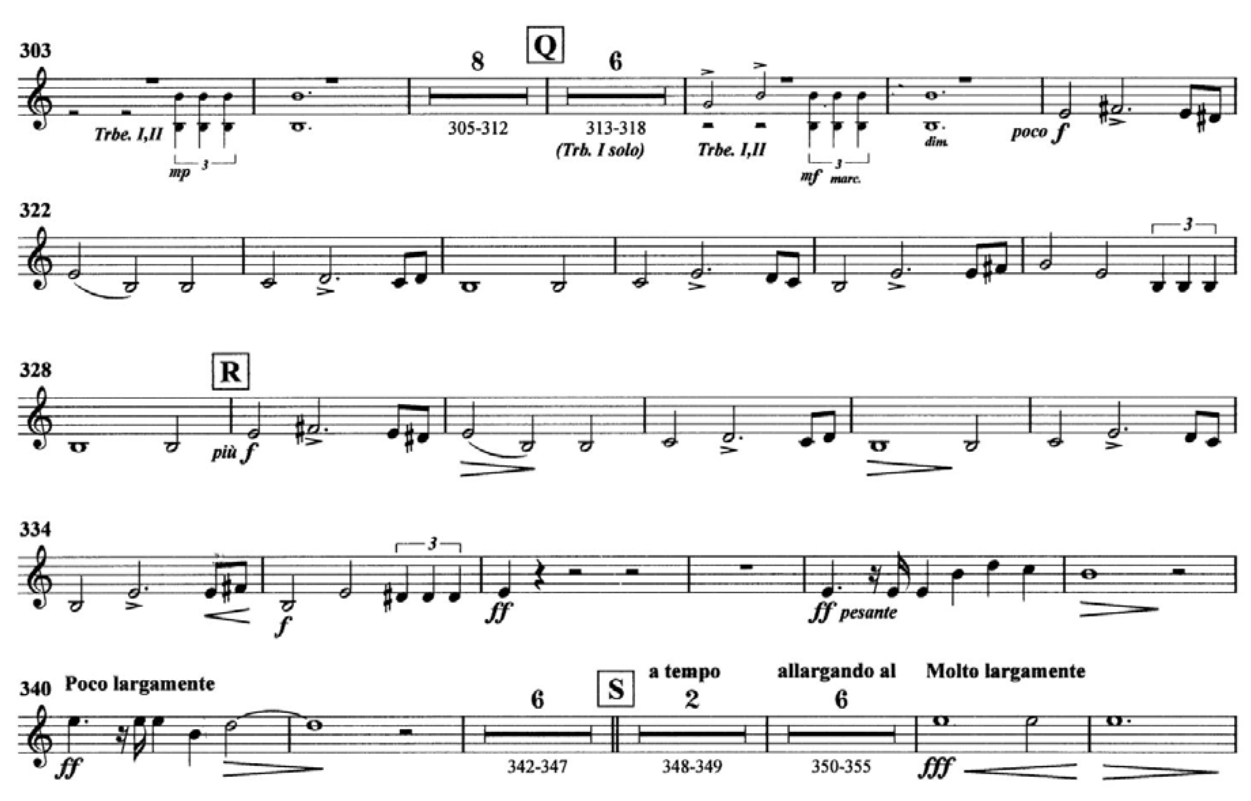 303 8 Q 6
Trbe. I,II 305-312 313-318 Trbe. I,II poco f
3 mp (Trb. I solo) 3 mf marc. dim.
322 3
328 R
più f
334 3
f ff ff pesante
340 Poco largamente 6 S a tempo 2 allargando al 6 Molto largamente
ff 342-347 348-349 350-355 fff